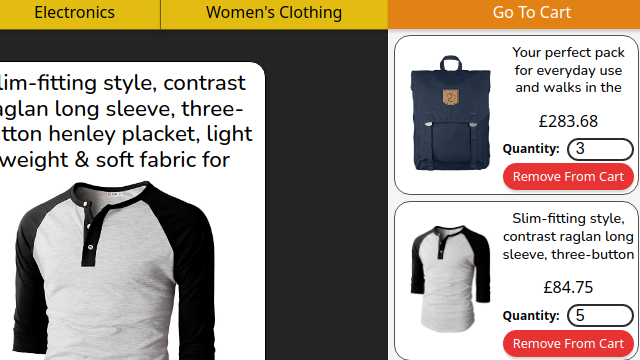 Electronics
Women's Clothing
Go To Cart
lim-fitting style, contrast
aglan long sleeve, three-
tton henley placket, light
weight & soft fabric for
Your perfect pack
for everyday use
and walks in the
£283.68
Quantity: 3
Remove From Cart
Slim-fitting style,
contrast raglan long
sleeve, three-button
£84.75
Quantity: 5
Remove From Cart